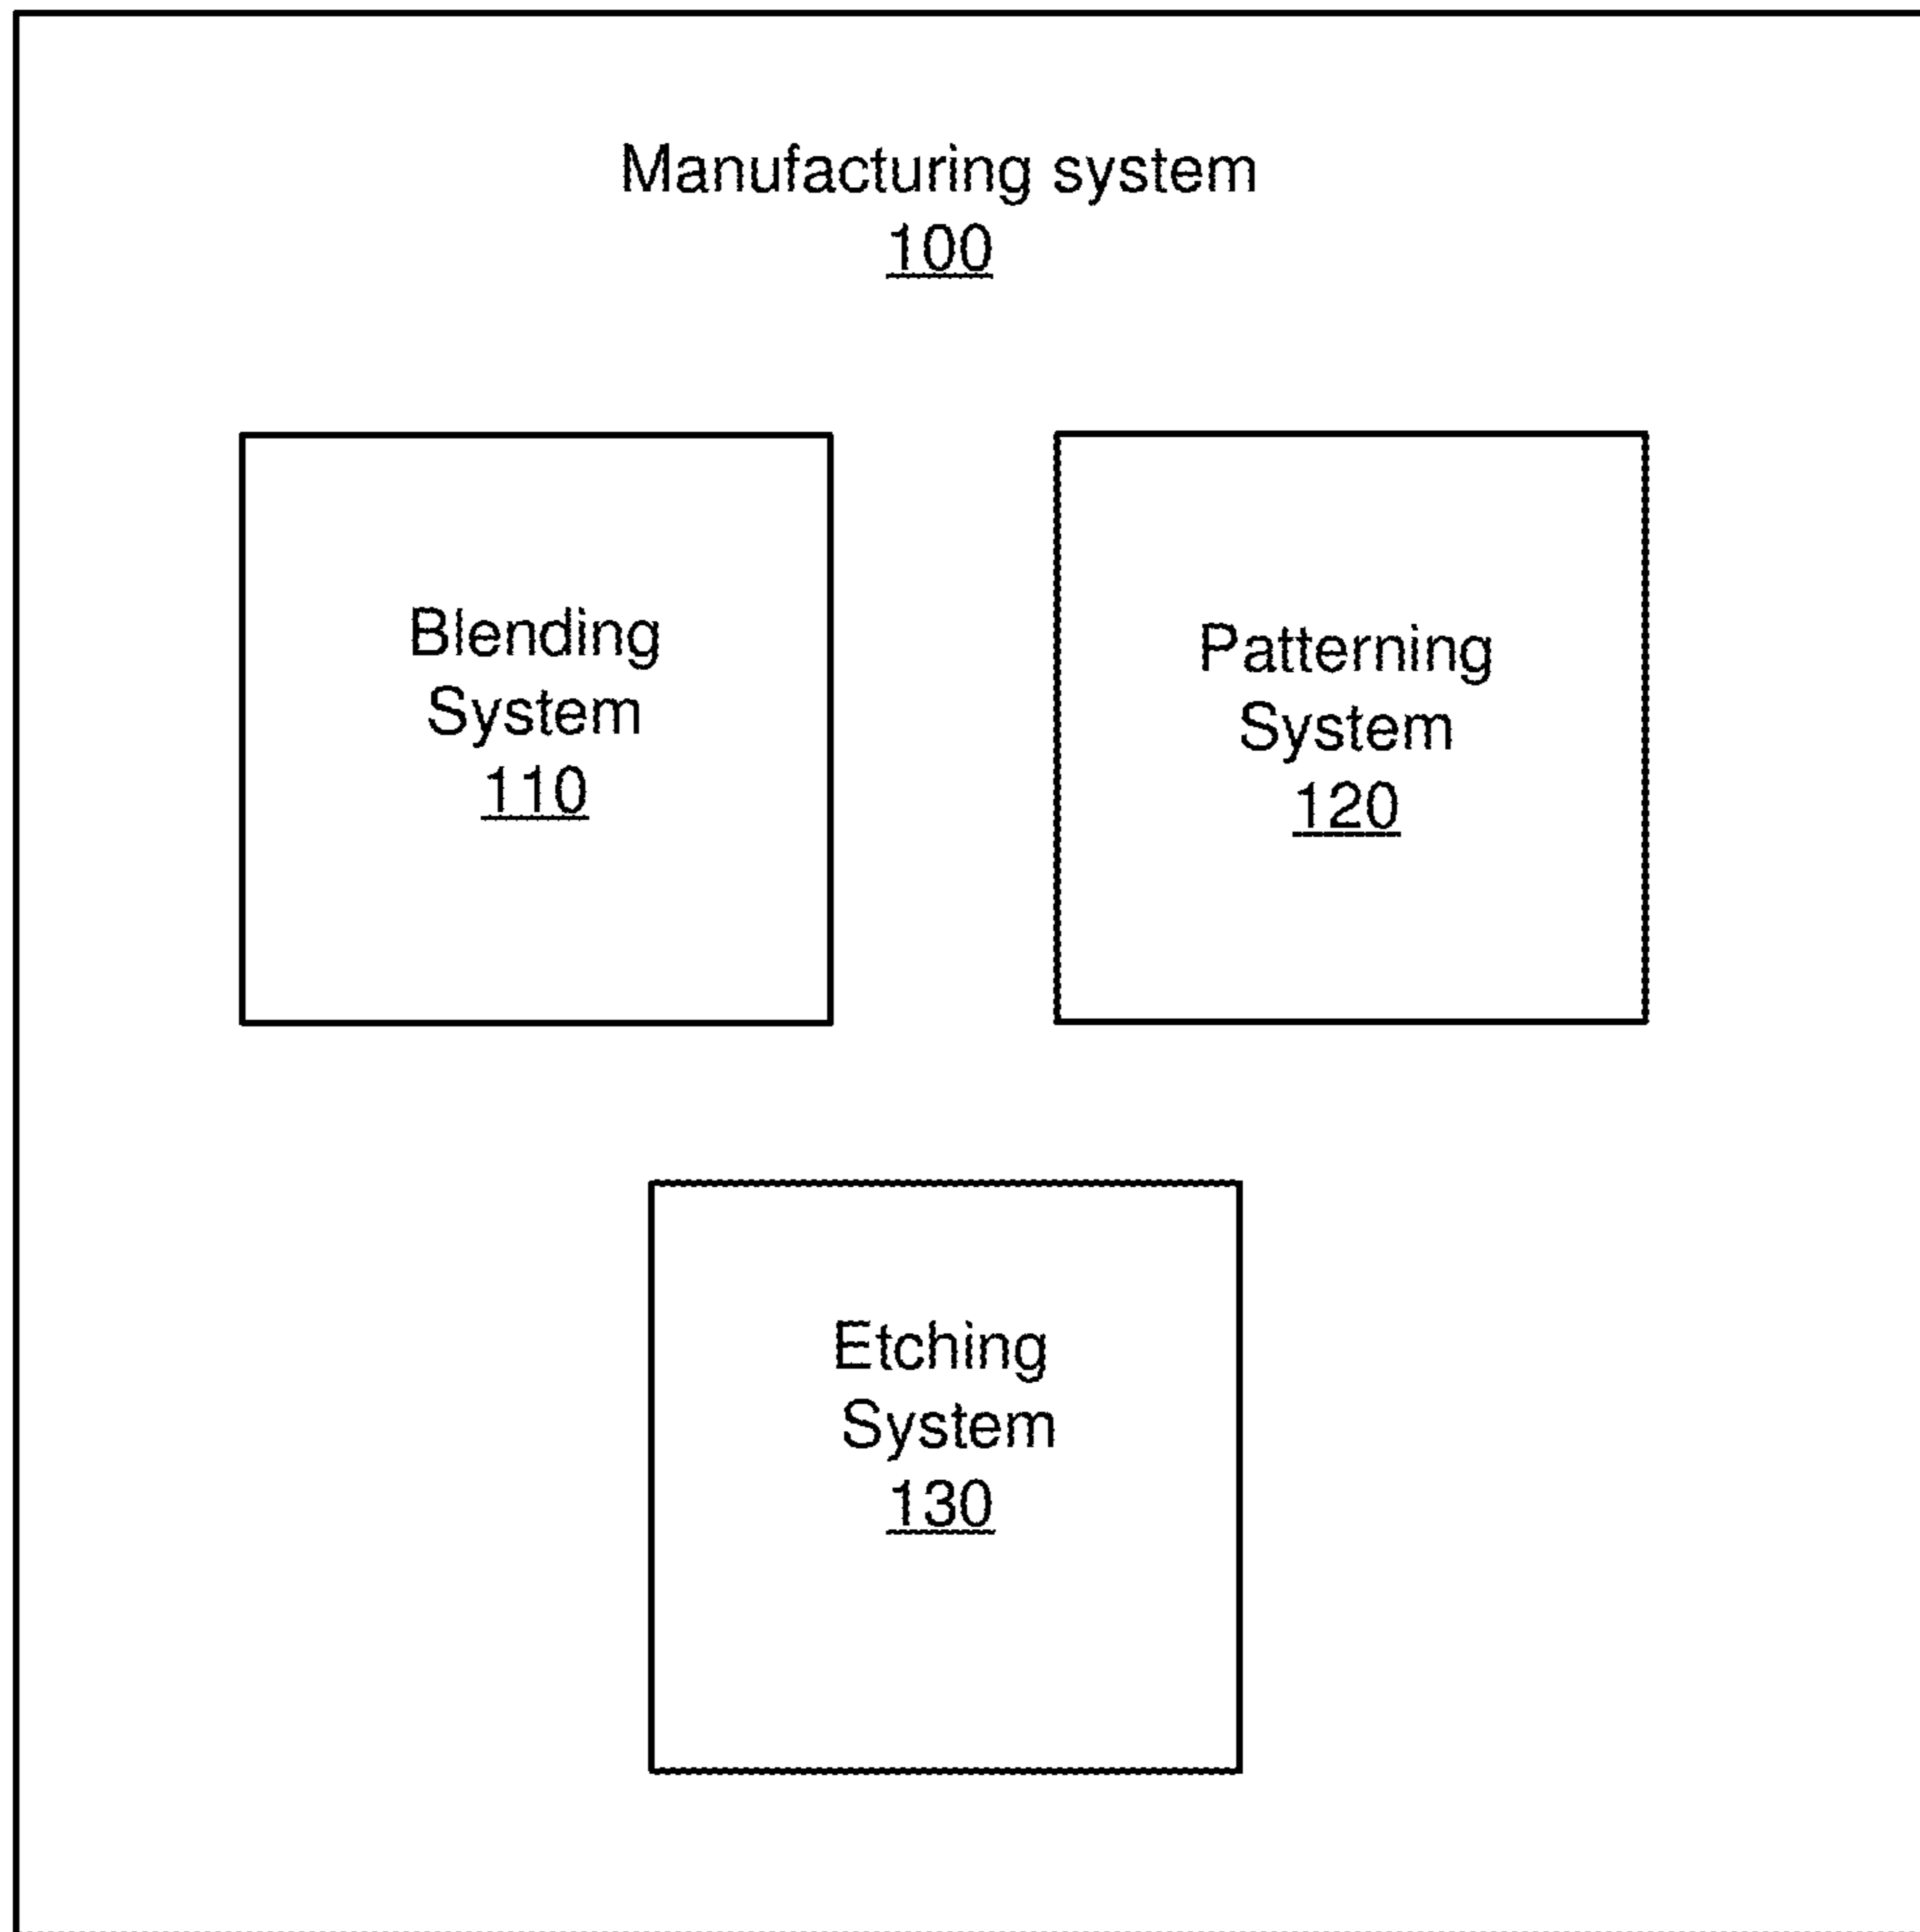 Manufacturing system
100
Blending
System
110
Patterning
System
120
Etching
System
130